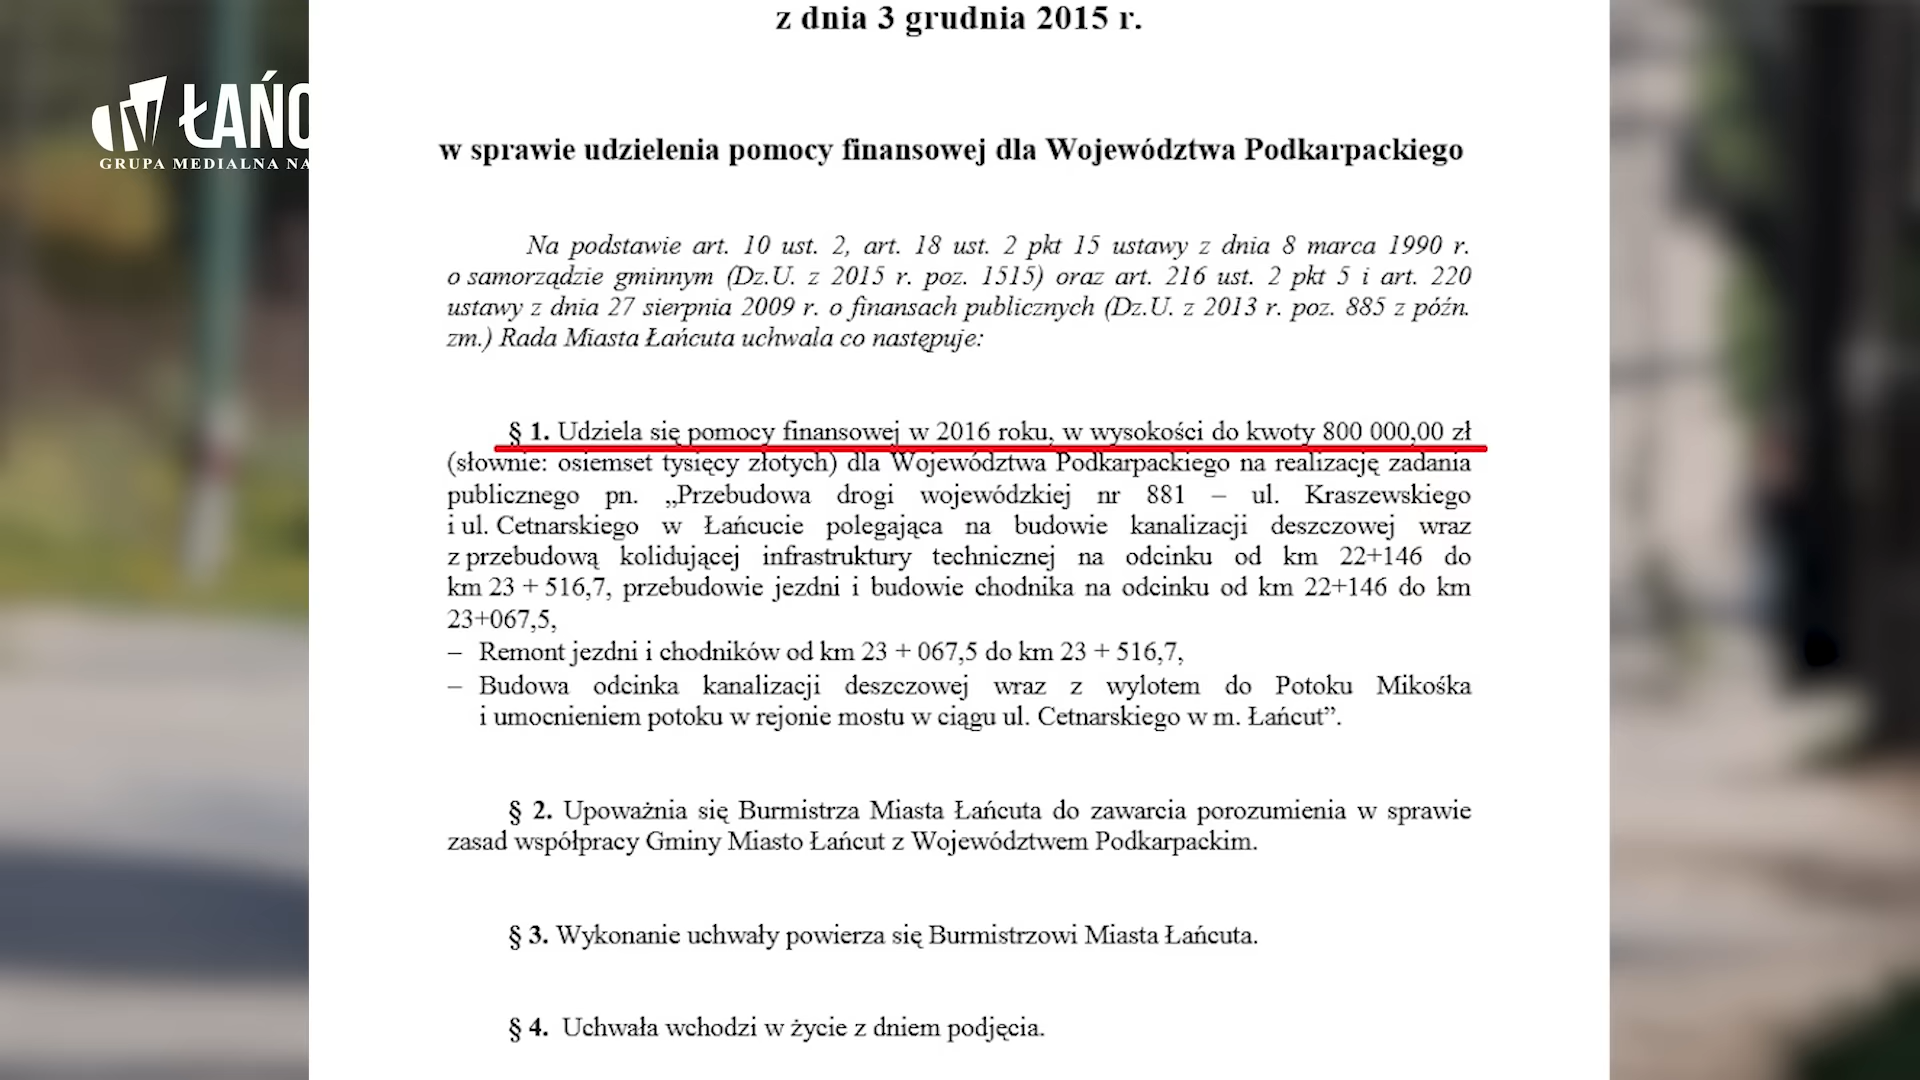 z dnia 3 grudnia 2015 r.
ŁAŃC
GRUPA MEDIALNA NA
w sprawie udzielenia pomocy finansowej dla Województwa Podkarpackiego
Na podstawie art. 10 ust. 2, art. 18 ust. 2 pkt 15 ustawy z dnia 8 marca 1990 r.
o samorządzie gminnym (Dz.U. z 2015 r. poz. 1515) oraz art. 216 ust. 2 pkt 5 i art. 220
ustawy z dnia 27 sierpnia 2009 r. o finansach publicznych (Dz.U. z 2013 r. poz. 885 z późn.
zm.) Rada Miasta Łańcuta uchwala co następuje:
§ 1. Udziela się pomocy finansowej w 2016 roku, w wysokości do kwoty 800 000,00 zł
(słownie: osiemset tysięcy złotych) dla Województwa Podkarpackiego na realizację zadania
publicznego pn. „Przebudowa drogi wojewódzkiej nr 881 – ul. Kraszewskiego
i ul. Cetnarskiego w Łańcucie polegająca na budowie kanalizacji deszczowej wraz
z przebudową kolidującej infrastruktury technicznej na odcinku od km 22+146 do
km 23 + 516,7, przebudowie jezdni i budowie chodnika na odcinku od km 22+146 do km
23+067,5,
– Remont jezdni i chodników od km 23 + 067,5 do km 23 + 516,7,
– Budowa odcinka kanalizacji deszczowej wraz z wylotem do Potoku Mikośka
i umocnieniem potoku w rejonie mostu w ciągu ul. Cetnarskiego w m. Łańcut”.
§ 2. Upoważnia się Burmistrza Miasta Łańcuta do zawarcia porozumienia w sprawie
zasad współpracy Gminy Miasto Łańcut z Województwem Podkarpackim.
§ 3. Wykonanie uchwały powierza się Burmistrzowi Miasta Łańcuta.
§ 4. Uchwała wchodzi w życie z dniem podjęcia.